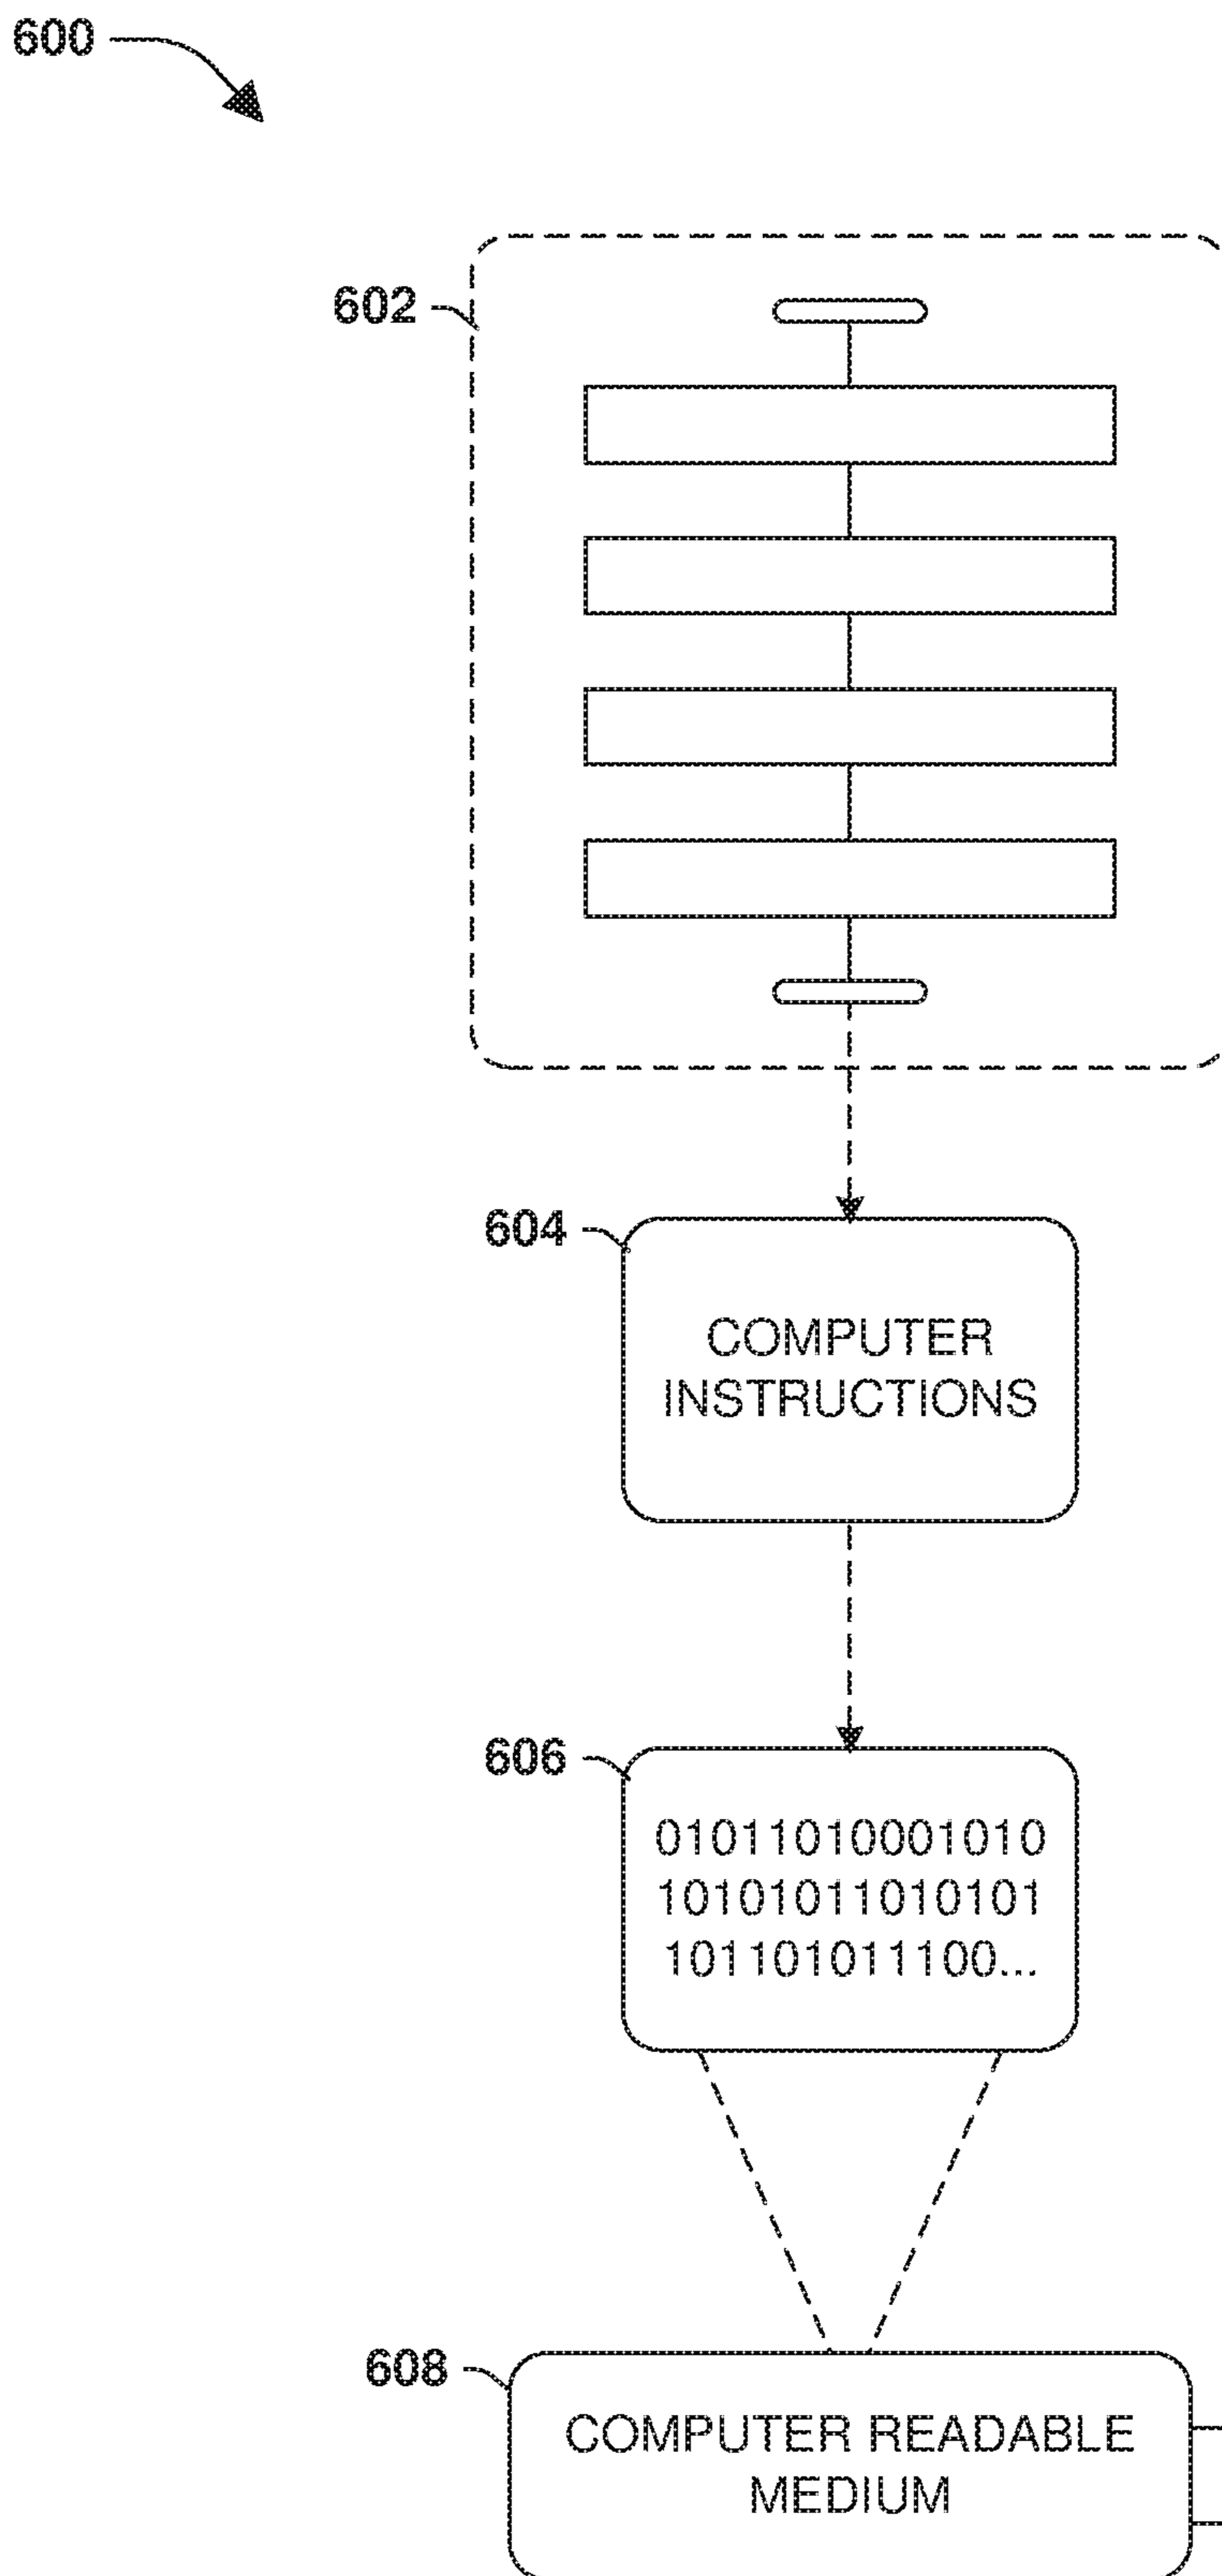 600
602
604
COMPUTER
INSTRUCTIONS
606
01011010001010
10101011010101
101101011100...
608
COMPUTER READABLE
MEDIUM